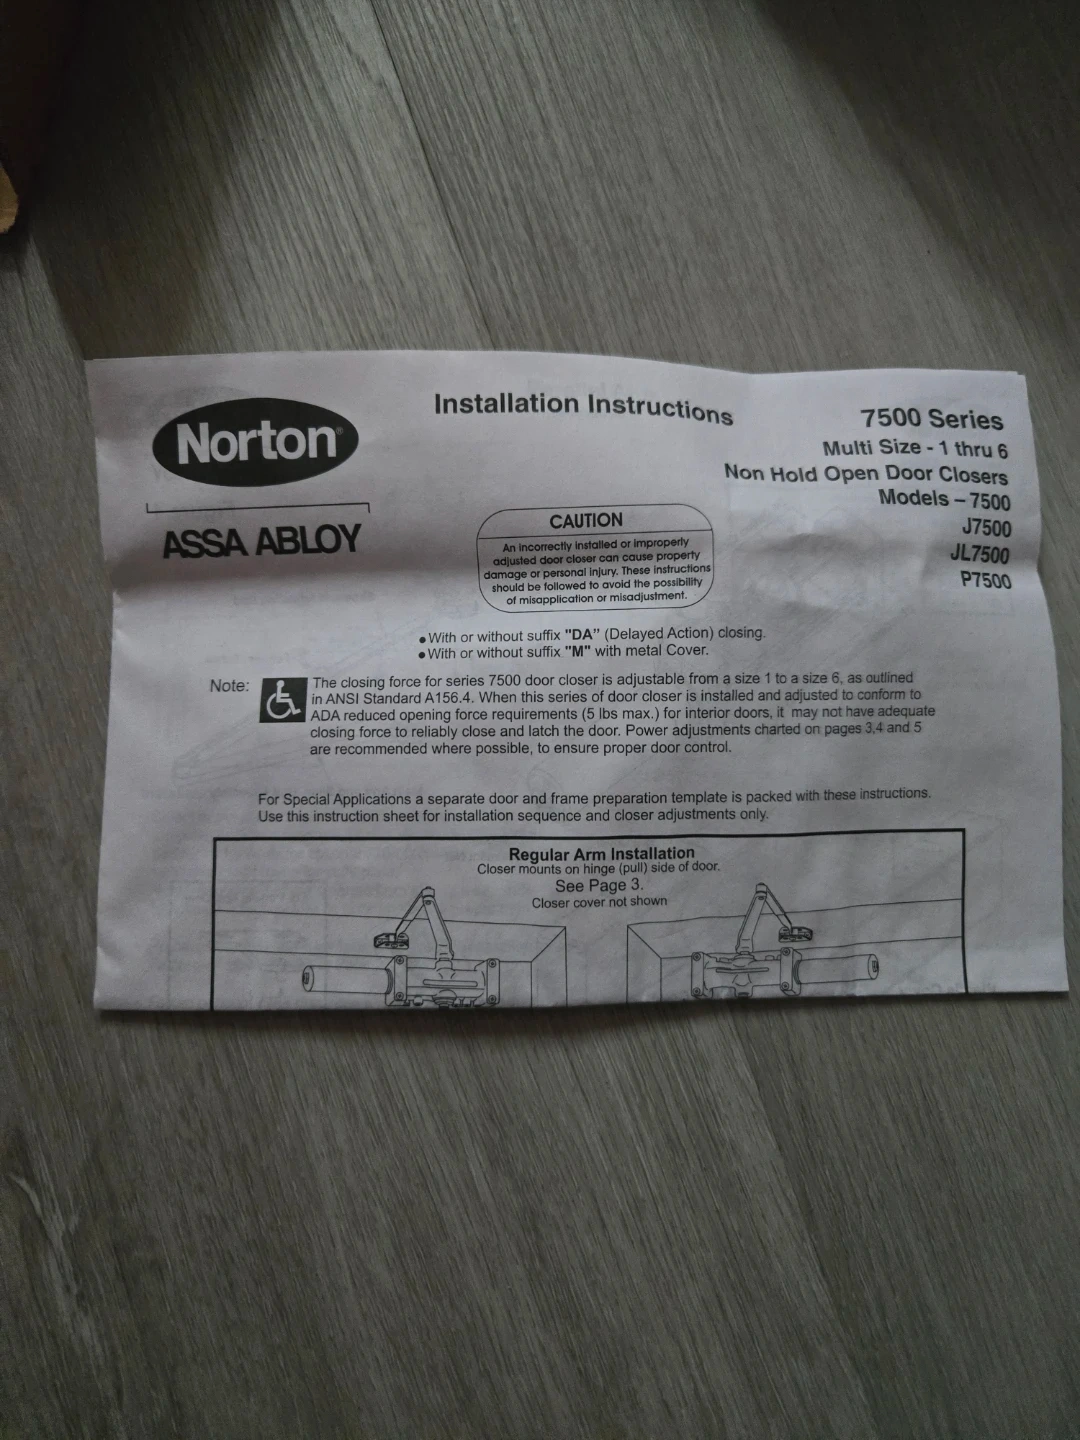 Installation Instructions
Norton®
ASSA ABLOY
7500 Series
Multi Size - 1 thru 6
Non Hold Open Door Closers
Models – 7500
J7500
JL7500
P7500
CAUTION
An incorrectly installed or improperly
adjusted door closer can cause property
damage or personal injury. These instructions
should be followed to avoid the possibility
of misapplication or misadjustment.
• With or without suffix "DA" (Delayed Action) closing.
• With or without suffix "M" with metal Cover.
Note: The closing force for series 7500 door closer is adjustable from a size 1 to a size 6, as outlined
in ANSI Standard A156.4. When this series of door closer is installed and adjusted to conform to
ADA reduced opening force requirements (5 lbs max.) for interior doors, it may not have adequate
closing force to reliably close and latch the door. Power adjustments charted on pages 3,4 and 5
are recommended where possible, to ensure proper door control.
For Special Applications a separate door and frame preparation template is packed with these instructions.
Use this instruction sheet for installation sequence and closer adjustments only.
Regular Arm Installation
Closer mounts on hinge (pull) side of door.
See Page 3.
Closer cover not shown